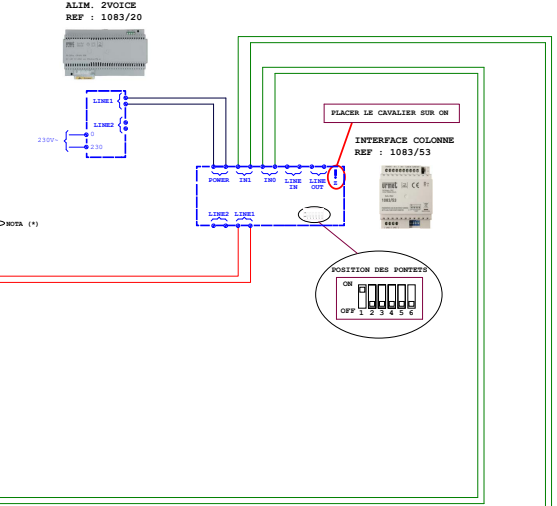 ALIM. 2VOICE
REF : 1083/20
LINE1
LINE2
230V~
0
230
PLACER LE CAVALIER SUR ON
INTERFACE COLONNE
REF : 1083/53
POWER IN1 IN0 LINE IN LINE OUT
LINE2 LINE1
NOTA (*)
1083/53
POSITION DES PONTETS
ON
OFF 1 2 3 4 5 6